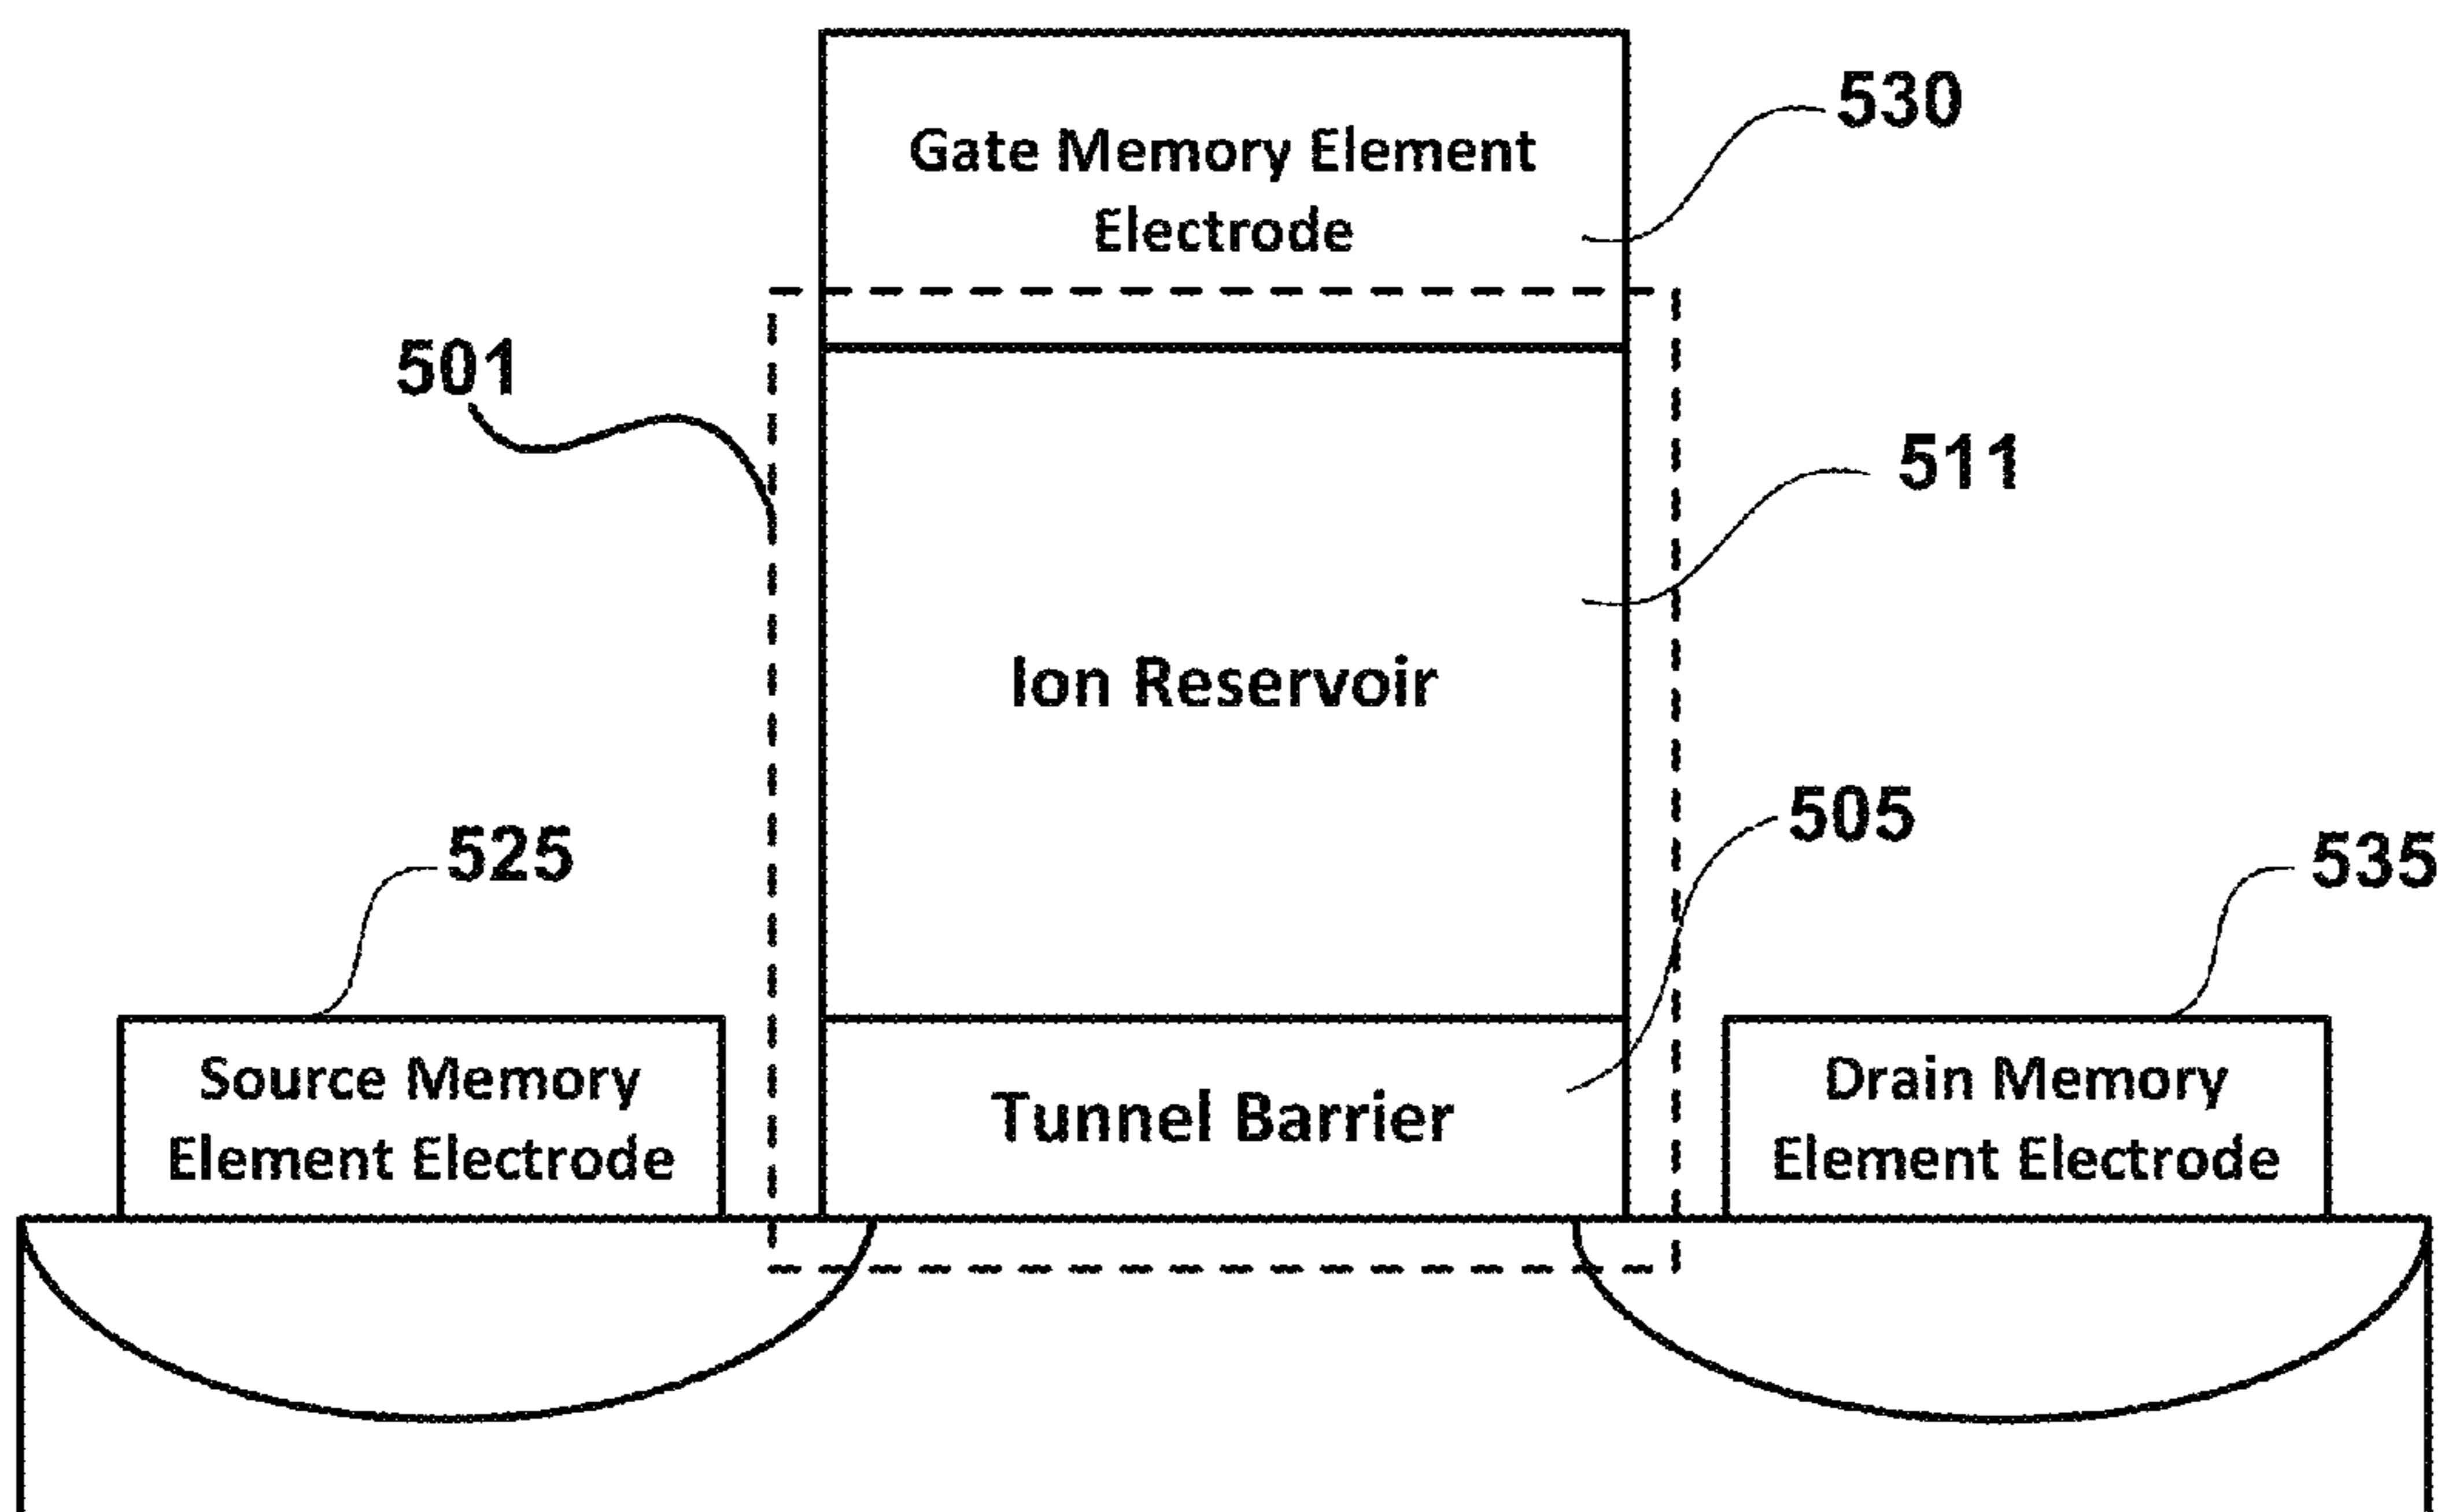 530
Gate Memory Element
Electrode
501
511
Ion Reservoir
505
525
535
Source Memory
Element Electrode
Tunnel Barrier
Drain Memory
Element Electrode